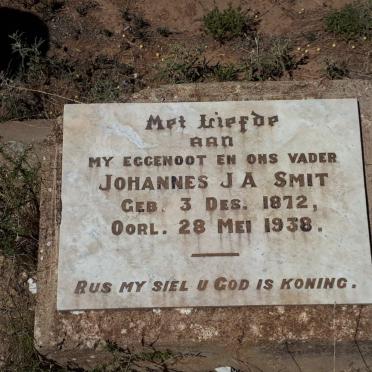 Met Liefde
aan
MY EGGENOOT EN ONS VADER
JOHANNES J A SMIT
GEB. 3 DES. 1872,
OORL. 28 MEI 1938.
RUS MY SIEL U GOD IS KONING.